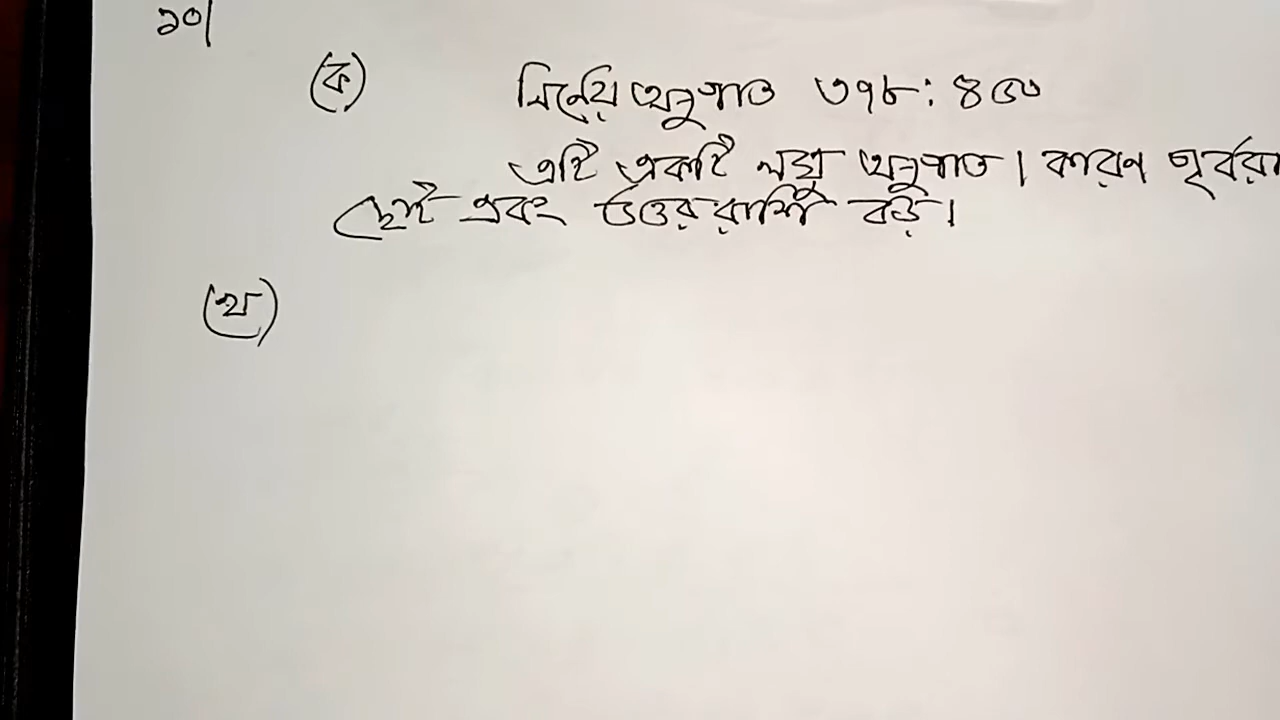 ১০|
(ক) নির্ণেয় অনুপাত ৩৭৮ : ৪৫০
এটি একটি লঘু অনুপাত। কারণ পূর্বরা
ছোট এবং উত্তর রাশি বড়।
(খ)